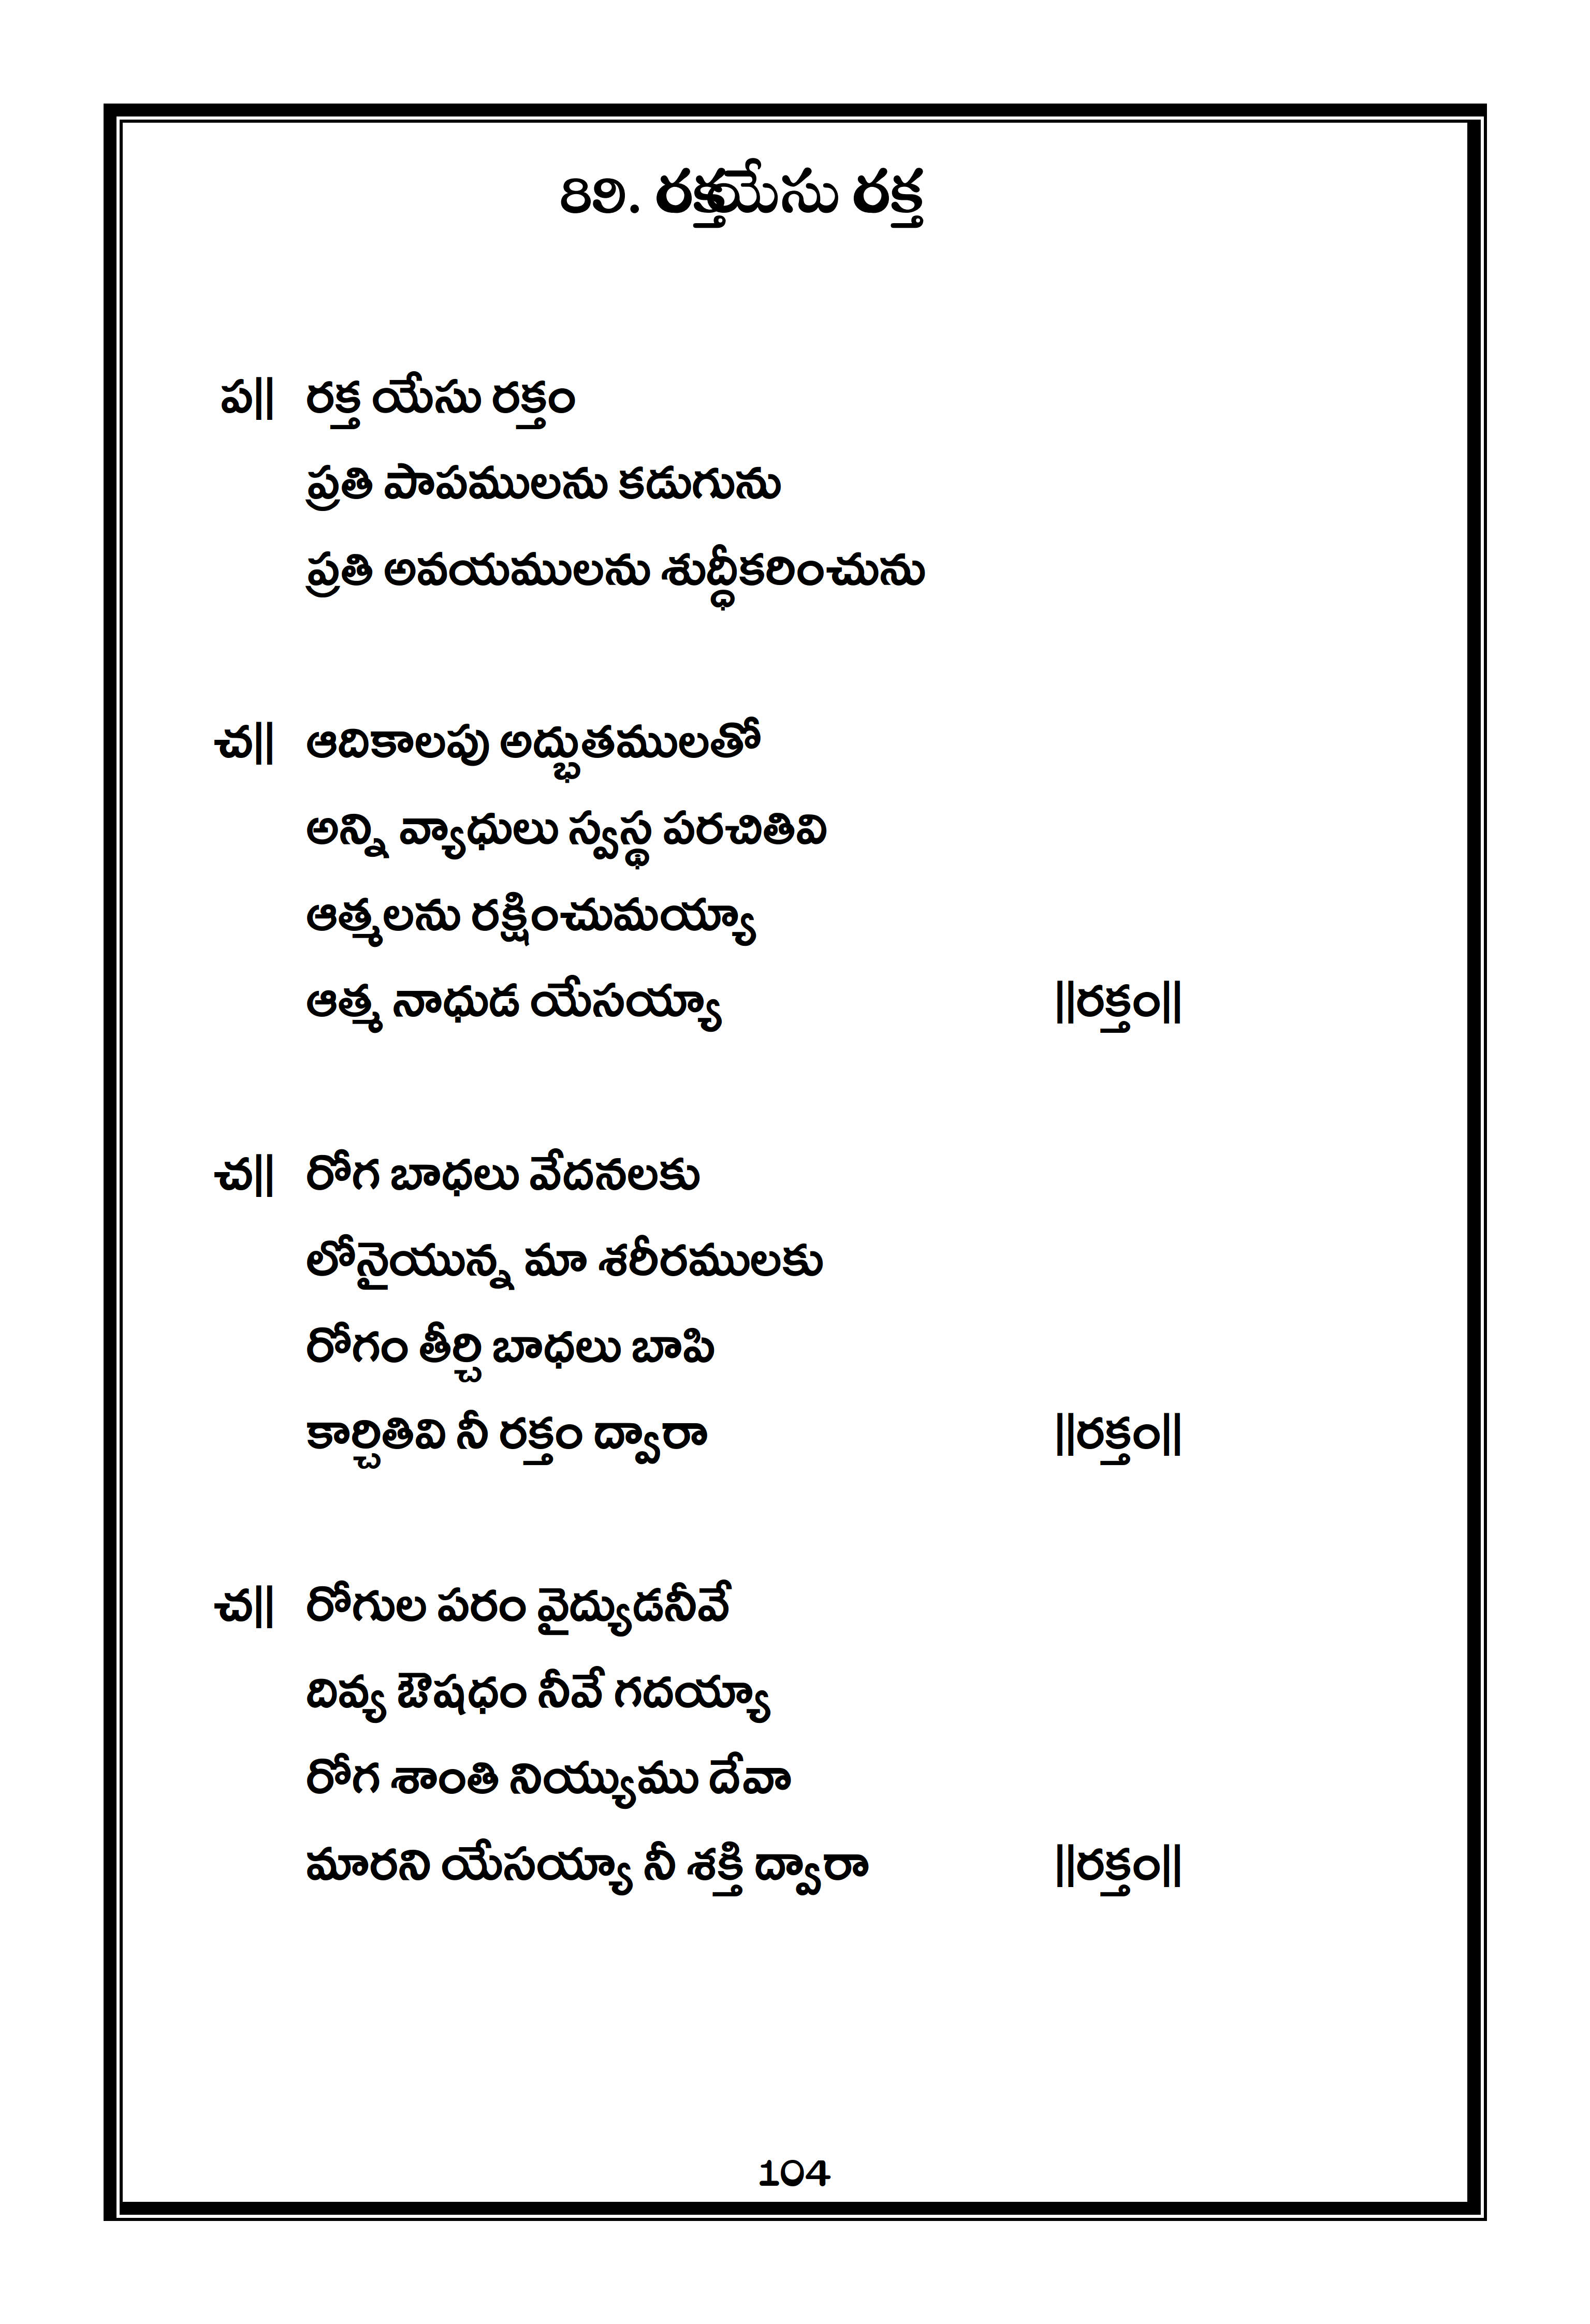 89. రక్తయేసు రక్త
ప|| రక్త యేసు రక్తం
ప్రతి పాపములను కడుగును
ప్రతి అవయములను శుద్ధీకరించును
చ|| ఆదికాలపు అద్భుతములతో
అన్ని వ్యాధులు స్వస్థ పరచితివి
ఆత్మలను రక్షించుమయ్యా
ఆత్మ నాధుడ యేసయ్యా ||రక్తం||
చ|| రోగ బాధలు వేదనలకు
లోనైయున్న మా శరీరములకు
రోగం తీర్చి బాధలు బాపి
కార్చితివి నీ రక్తం ద్వారా ||రక్తం||
చ|| రోగుల పరం వైద్యుడనీవే
దివ్య ఔషధం నీవే గదయ్యా
రోగ శాంతి నియ్యుము దేవా
మారని యేసయ్యా నీ శక్తి ద్వారా ||రక్తం||
104